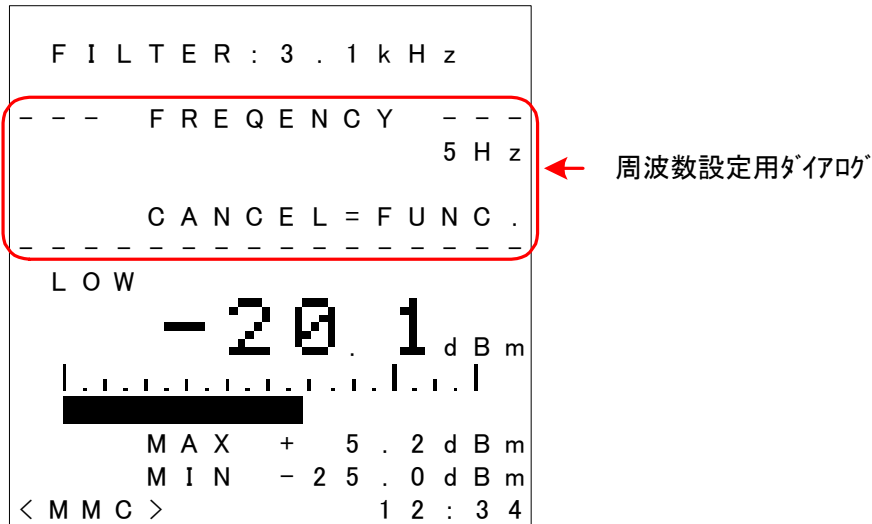 FILTER:3.1kHz
--- FREQENCY ---
5Hz
周波数設定用ﾀﾞｲｱﾛｸﾞ
CANCEL=FUNC.
------------------
LOW
-20.1dBm
MAX + 5.2dBm
MIN -25.0dBm
<MMC> 12:34